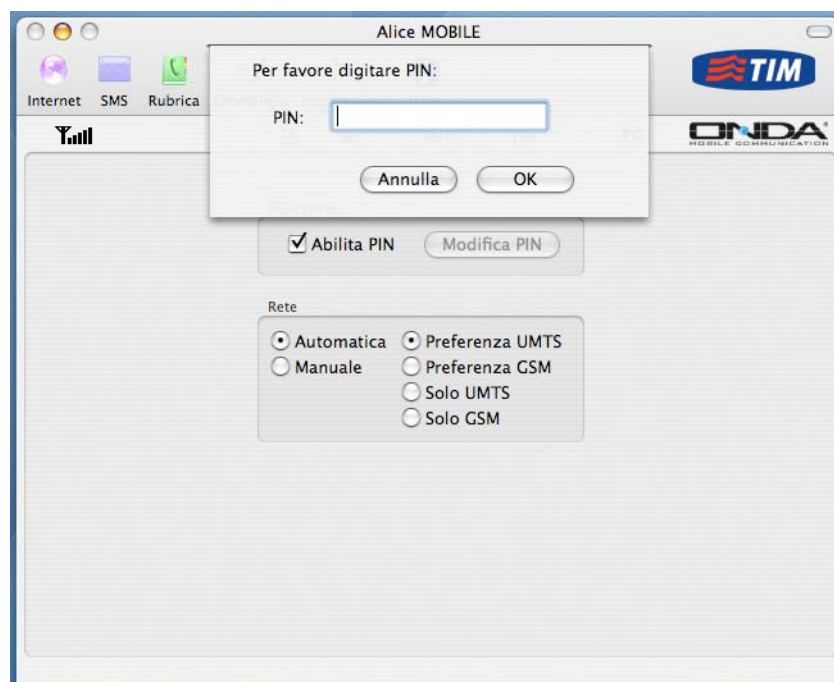 Alice MOBILE
Internet SMS Rubrica
TIM
ONDA
MOBILE COMMUNICATION
Per favore digitare PIN:
PIN:
Annulla OK
Abilita PIN Modifica PIN
Rete
Automatica Preferenza UMTS
Manuale Preferenza GSM
Solo UMTS
Solo GSM